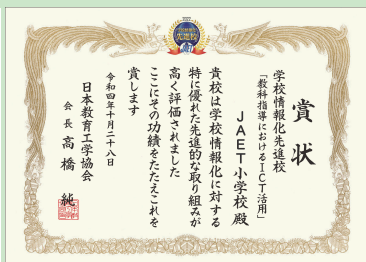 先進校
賞状
学校情報化先進校
「教科指導におけるICT活用」
JAET小学校殿
貴校は学校情報化に対する
特に優れた先進的な取り組みが
高く評価されました
ここにその功績をたたえこれを
賞します
令和四年十月二十八日
日本教育工学協会
会長 高橋 純